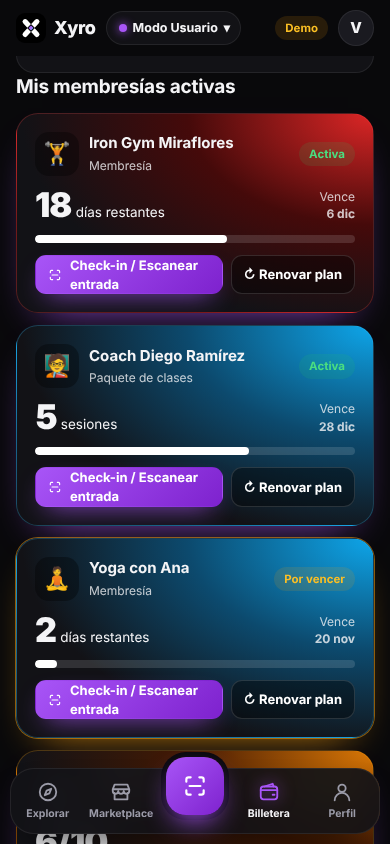 Xyro
Modo Usuario ▾
Demo
V
Mis membresías activas
Iron Gym Miraflores
Membresía
Activa
18 días restantes
Vence
6 dic
Check-in / Escanear
entrada
↻ Renovar plan
Coach Diego Ramírez
Paquete de clases
Activa
5 sesiones
Vence
28 dic
Check-in / Escanear
entrada
↻ Renovar plan
Yoga con Ana
Membresía
Por vencer
2 días restantes
Vence
20 nov
Check-in / Escanear
entrada
↻ Renovar plan
Explorar
Marketplace
Billetera
Perfil
6/10